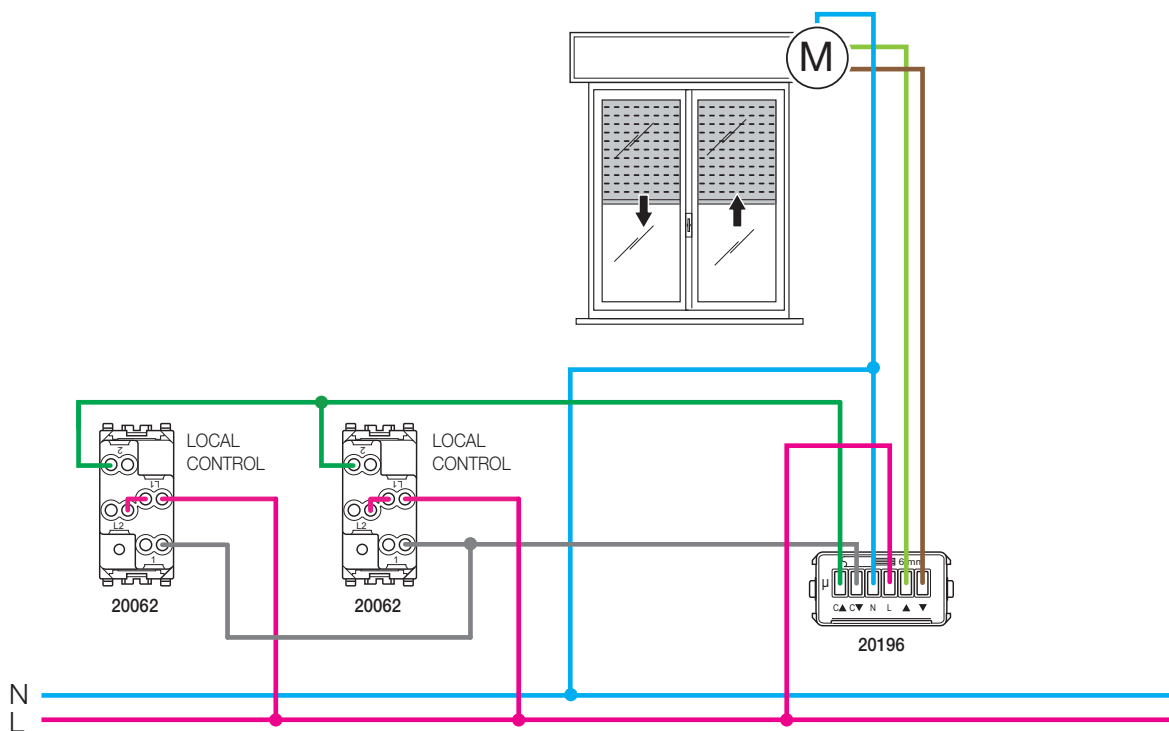 M
LOCAL
CONTROL
LOCAL
CONTROL
2
L1
L2
1
2
L1
L2
1
20062
20062
6 mm
µ
C▲ C▼ N L ▲ ▼
20196
N
L